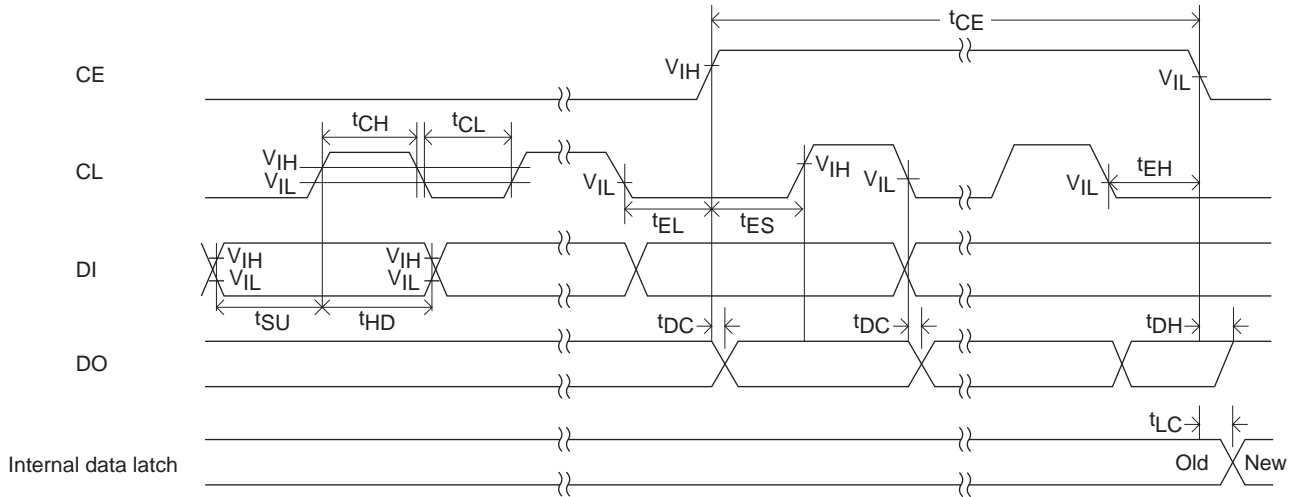 tCE
CE
VIH
VIL
tCH
tCL
CL
VIH
VIL
VIL
VIH
VIL
VIL
tEH
tEL
tES
DI
VIH
VIL
VIH
VIL
tSU
tHD
tDC
tDC
tDH
DO
tLC
Internal data latch
Old
New